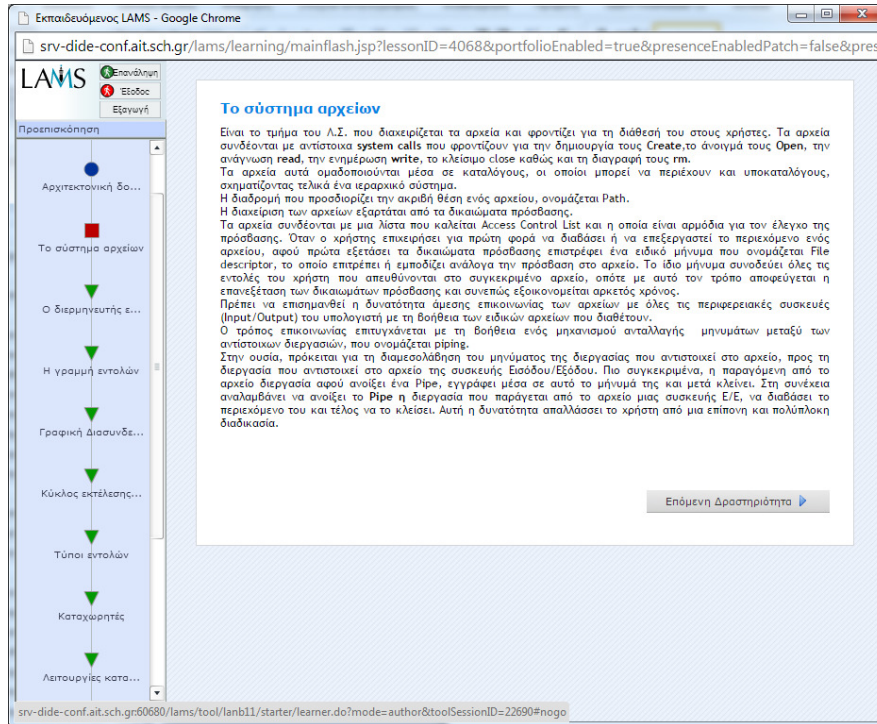 Εκπαιδευόμενος LAMS - Google Chrome
srv-dide-conf.ait.sch.gr/lams/learning/mainflash.jsp?lessonID=4068&portfolioEnabled=true&presenceEnabledPatch=false&pres
LAMS
Επανάληψη
Έξοδος
Εξαγωγή
Προεπισκόπηση
Αρχιτεκτονική δο...
Το σύστημα αρχείων
Ο διερμηνευτής ε...
Η γραμμή εντολών
Γραφική Διασυνδε...
Κύκλος εκτέλεσης...
Τύποι εντολών
Καταχωρητές
Λειτουργίες κατα...
Το σύστημα αρχείων
Είναι το τμήμα του Λ.Σ. που διαχειρίζεται τα αρχεία και φροντίζει για τη διάθεσή του στους χρήστες. Τα αρχεία
συνδέονται με αντίστοιχα system calls που φροντίζουν για την δημιουργία τους Create,το άνοιγμά τους Open, την
ανάγνωση read, την ενημέρωση write, το κλείσιμο close καθώς και τη διαγραφή τους rm.
Τα αρχεία αυτά ομαδοποιούνται μέσα σε καταλόγους, οι οποίοι μπορεί να περιέχουν και υποκαταλόγους,
σχηματίζοντας τελικά ένα ιεραρχικό σύστημα.
Η διαδρομή που προσδιορίζει την ακριβή θέση ενός αρχείου, ονομάζεται Path.
Η διαχείριση των αρχείων εξαρτάται από τα δικαιώματα πρόσβασης.
Τα αρχεία συνδέονται με μια λίστα που καλείται Access Control List και η οποία είναι αρμόδια για τον έλεγχο της
πρόσβασης. Όταν ο χρήστης επιχειρήσει για πρώτη φορά να διαβάσει ή να επεξεργαστεί το περιεχόμενο ενός
αρχείου, αφού πρώτα εξετάσει τα δικαιώματα πρόσβασης επιστρέφει ένα ειδικό μήνυμα που ονομάζεται File
descriptor, το οποίο επιτρέπει ή εμποδίζει ανάλογα την πρόσβαση στο αρχείο. Το ίδιο μήνυμα συνοδεύει όλες τις
εντολές του χρήστη που απευθύνονται στο συγκεκριμένο αρχείο, οπότε με αυτό τον τρόπο αποφεύγεται η
επανεξέταση των δικαιωμάτων πρόσβασης και συνεπώς εξοικονομείται αρκετός χρόνος.
Πρέπει να επισημανθεί η δυνατότητα άμεσης επικοινωνίας των αρχείων με όλες τις περιφερειακές συσκευές
(Input/Output) του υπολογιστή με τη βοήθεια των ειδικών αρχείων που διαθέτουν.
Ο τρόπος επικοινωνίας επιτυγχάνεται με τη βοήθεια ενός μηχανισμού ανταλλαγής μηνυμάτων μεταξύ των
αντίστοιχων διεργασιών, που ονομάζεται piping.
Στην ουσία, πρόκειται για τη διαμεσολάβηση του μηνύματος της διεργασίας που αντιστοιχεί στο αρχείο, προς τη
διεργασία που αντιστοιχεί στο αρχείο της συσκευής Εισόδου/Εξόδου. Πιο συγκεκριμένα, η παραγόμενη από το
αρχείο διεργασία αφού ανοίξει ένα Pipe, εγγράφει μέσα σε αυτό το μήνυμά της και μετά κλείνει. Στη συνέχεια
αναλαμβάνει να ανοίξει το Pipe η διεργασία που παράγεται από το αρχείο μιας συσκευής Ε/Ε, να διαβάσει το
περιεχόμενο του και τέλος να το κλείσει. Αυτή η δυνατότητα απαλλάσσει το χρήστη από μια επίπονη και πολύπλοκη
διαδικασία.
Επόμενη Δραστηριότητα
srv-dide-conf.ait.sch.gr:60680/lams/tool/lanb11/starter/learner.do?mode=author&toolSessionID=22690#nogo